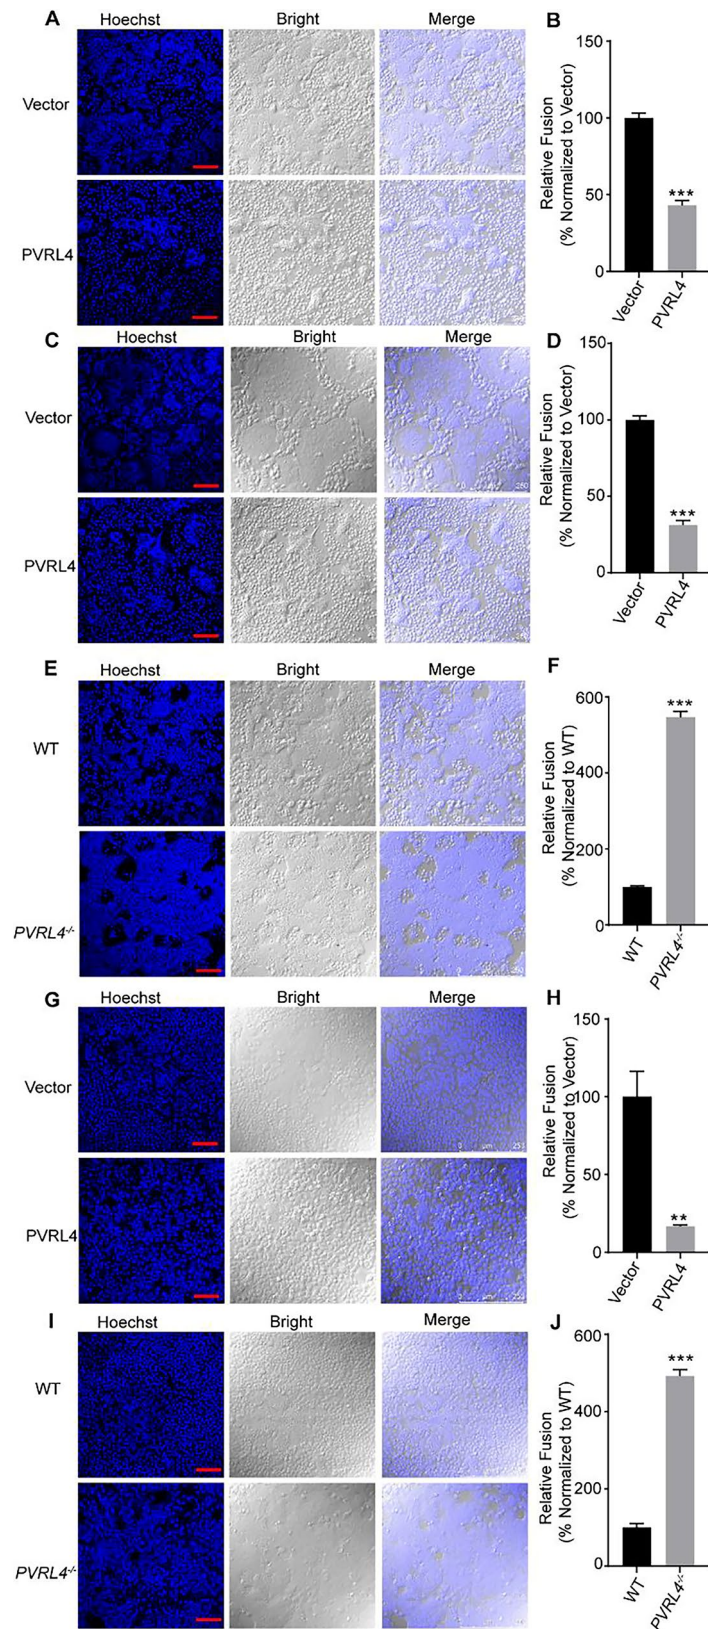 A Hoechst Bright Merge B
Vector
PVRL4
Relative Fusion
(% Normalized to Vector)
150
100
50
0
***
Vector
PVRL4
C Hoechst Bright Merge D
Vector
PVRL4
Relative Fusion
(% Normalized to Vector)
150
100
50
0
***
Vector
PVRL4
E Hoechst Bright Merge F
WT
PVRL4-/-
Relative Fusion
(% Normalized to WT)
600
400
200
0
***
WT
PVRL4-/-
G Hoechst Bright Merge H
Vector
PVRL4
Relative Fusion
(% Normalized to Vector)
150
100
50
0
**
Vector
PVRL4
I Hoechst Bright Merge J
WT
PVRL4-/-
Relative Fusion
(% Normalized to WT)
600
400
200
0
***
WT
PVRL4-/-